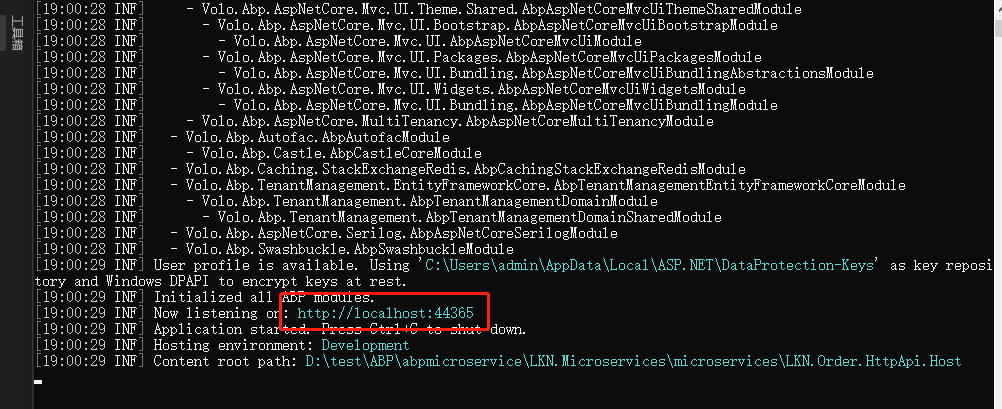 工具箱
[19:00:28 INF] - Volo.Abp.AspNetCore.Mvc.UI.Theme.Shared.AbpAspNetCoreMvcUiThemeSharedModule
[19:00:28 INF] - Volo.Abp.AspNetCore.Mvc.UI.Bootstrap.AbpAspNetCoreMvcUiBootstrapModule
[19:00:28 INF] - Volo.Abp.AspNetCore.Mvc.UI.AbpAspNetCoreMvcUiModule
[19:00:28 INF] - Volo.Abp.AspNetCore.Mvc.UI.Packages.AbpAspNetCoreMvcUiPackagesModule
[19:00:28 INF] - Volo.Abp.AspNetCore.Mvc.UI.Bundling.AbpAspNetCoreMvcUiBundlingAbstractionsModule
[19:00:28 INF] - Volo.Abp.AspNetCore.Mvc.UI.Widgets.AbpAspNetCoreMvcUiWidgetsModule
[19:00:28 INF] - Volo.Abp.AspNetCore.Mvc.UI.Bundling.AbpAspNetCoreMvcUiBundlingModule
[19:00:28 INF] - Volo.Abp.AspNetCore.MultiTenancy.AbpAspNetCoreMultiTenancyModule
[19:00:28 INF] - Volo.Abp.Autofac.AbpAutofacModule
[19:00:28 INF] - Volo.Abp.Castle.AbpCastleCoreModule
[19:00:28 INF] - Volo.Abp.Caching.StackExchangeRedis.AbpCachingStackExchangeRedisModule
[19:00:28 INF] - Volo.Abp.TenantManagement.EntityFrameworkCore.AbpTenantManagementEntityFrameworkCoreModule
[19:00:28 INF] - Volo.Abp.TenantManagement.AbpTenantManagementDomainModule
[19:00:28 INF] - Volo.Abp.TenantManagement.AbpTenantManagementDomainSharedModule
[19:00:28 INF] - Volo.Abp.AspNetCore.Serilog.AbpAspNetCoreSerilogModule
[19:00:28 INF] - Volo.Abp.Swashbuckle.AbpSwashbuckleModule
[19:00:29 INF] User profile is available. Using 'C:\Users\admin\AppData\Local\ASP.NET\DataProtection-Keys' as key reposi
tory and Windows DPAPI to encrypt keys at rest.
[19:00:29 INF] Initialized all ABP modules.
[19:00:29 INF] Now listening on: http://localhost:44365
[19:00:29 INF] Application started. Press Ctrl+C to shut down.
[19:00:29 INF] Hosting environment: Development
[19:00:29 INF] Content root path: D:\test\ABP\abpmicroservice\LKN.Microservices\microservices\LKN.Order.HttpApi.Host